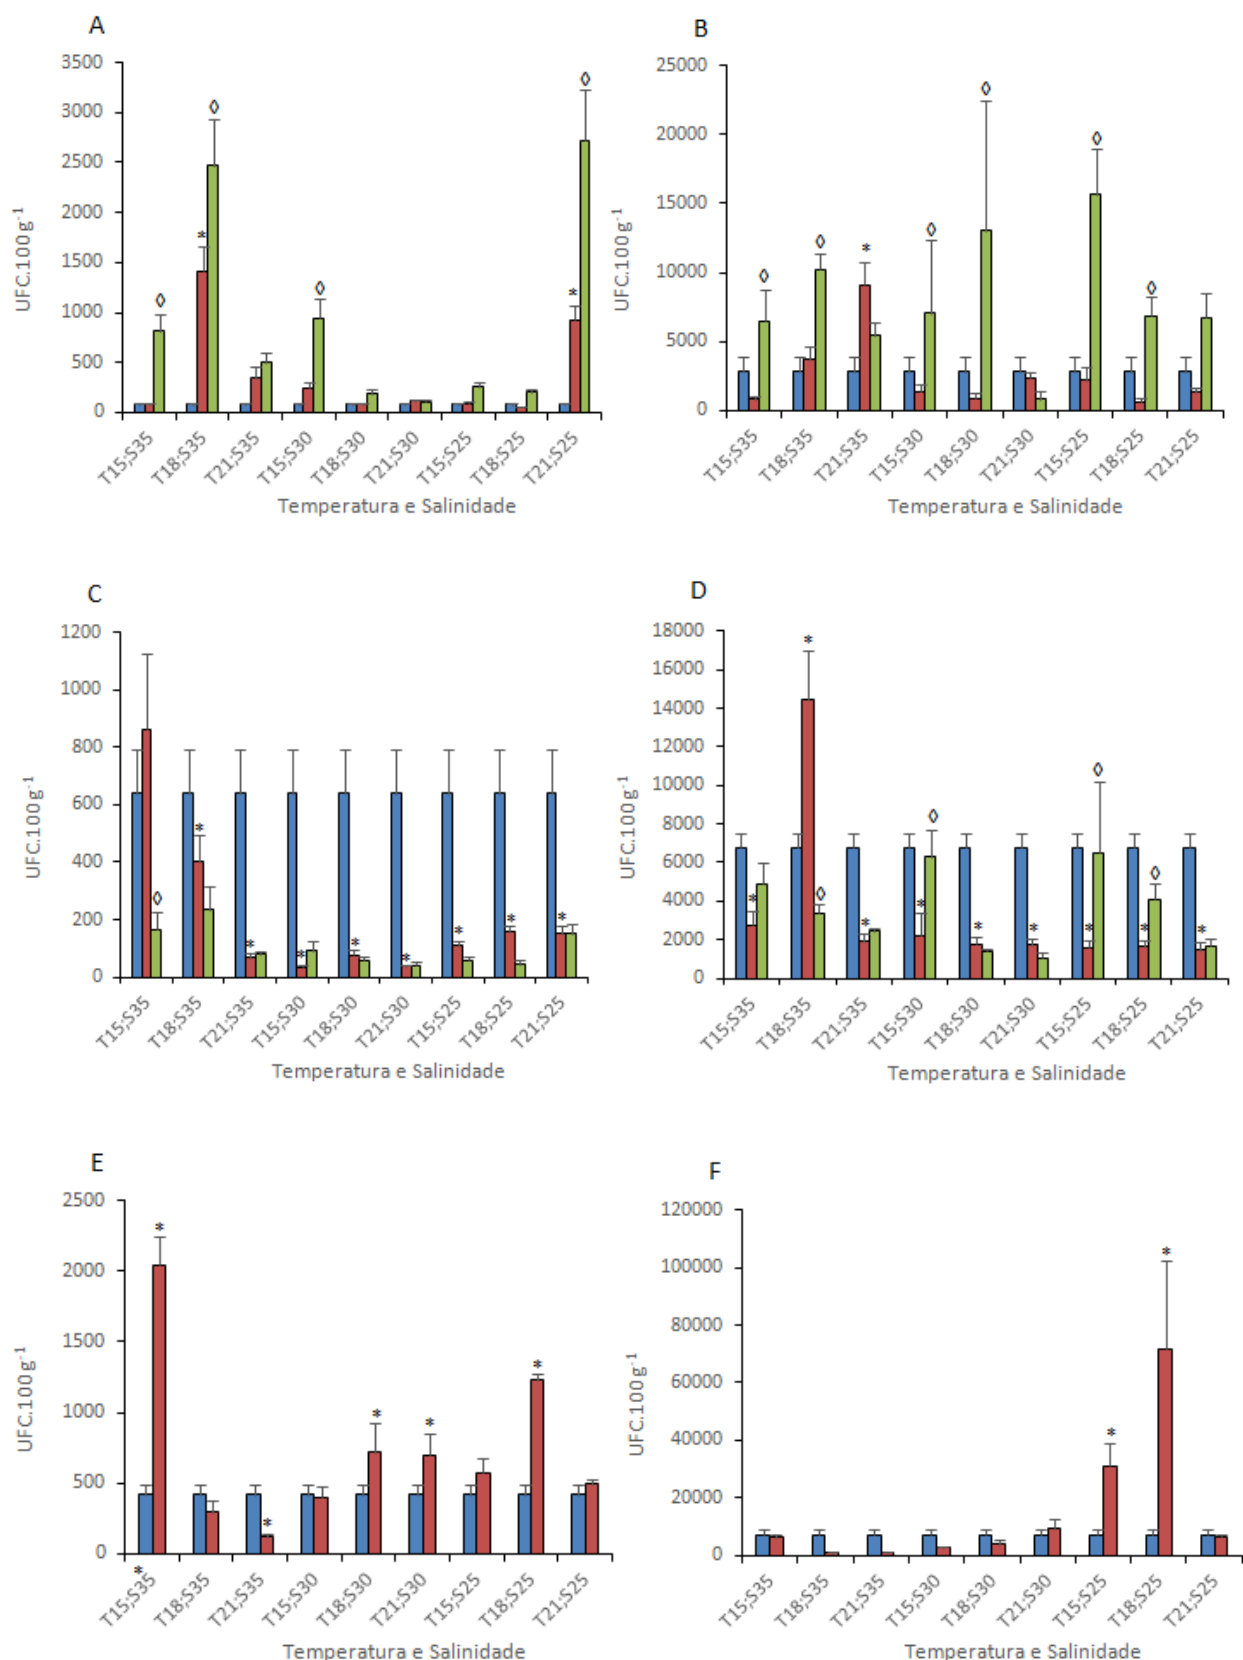 A
3500
3000
2500
2000
1500
1000
500
0
UFC.100g⁻¹
◊ * ◊ ◊ * ◊
T15;S35 T18;S35 T21;S35 T15;S30 T18;S30 T21;S30 T15;S25 T18;S25 T21;S25
Temperatura e Salinidade
B
25000
20000
15000
10000
5000
0
UFC.100g⁻¹
◊ ◊ * ◊ ◊ ◊ ◊
T15;S35 T18;S35 T21;S35 T15;S30 T18;S30 T21;S30 T15;S25 T18;S25 T21;S25
Temperatura e Salinidade
C
1200
1000
800
600
400
200
0
UFC.100g⁻¹
◊ * * * * * * * *
T15;S35 T18;S35 T21;S35 T15;S30 T18;S30 T21;S30 T15;S25 T18;S25 T21;S25
Temperatura e Salinidade
D
18000
16000
14000
12000
10000
8000
6000
4000
2000
0
UFC.100g⁻¹
* * ◊ * * ◊ * * * ◊ * ◊ *
T15;S35 T18;S35 T21;S35 T15;S30 T18;S30 T21;S30 T15;S25 T18;S25 T21;S25
Temperatura e Salinidade
E
2500
2000
1500
1000
500
0
UFC.100g⁻¹
* * * * * *
T15;S35 T18;S35 T21;S35 T15;S30 T18;S30 T21;S30 T15;S25 T18;S25 T21;S25
Temperatura e Salinidade
F
120000
100000
80000
60000
40000
20000
0
UFC.100g⁻¹
* *
T15;S35 T18;S35 T21;S35 T15;S30 T18;S30 T21;S30 T15;S25 T18;S25 T21;S25
Temperatura e Salinidade